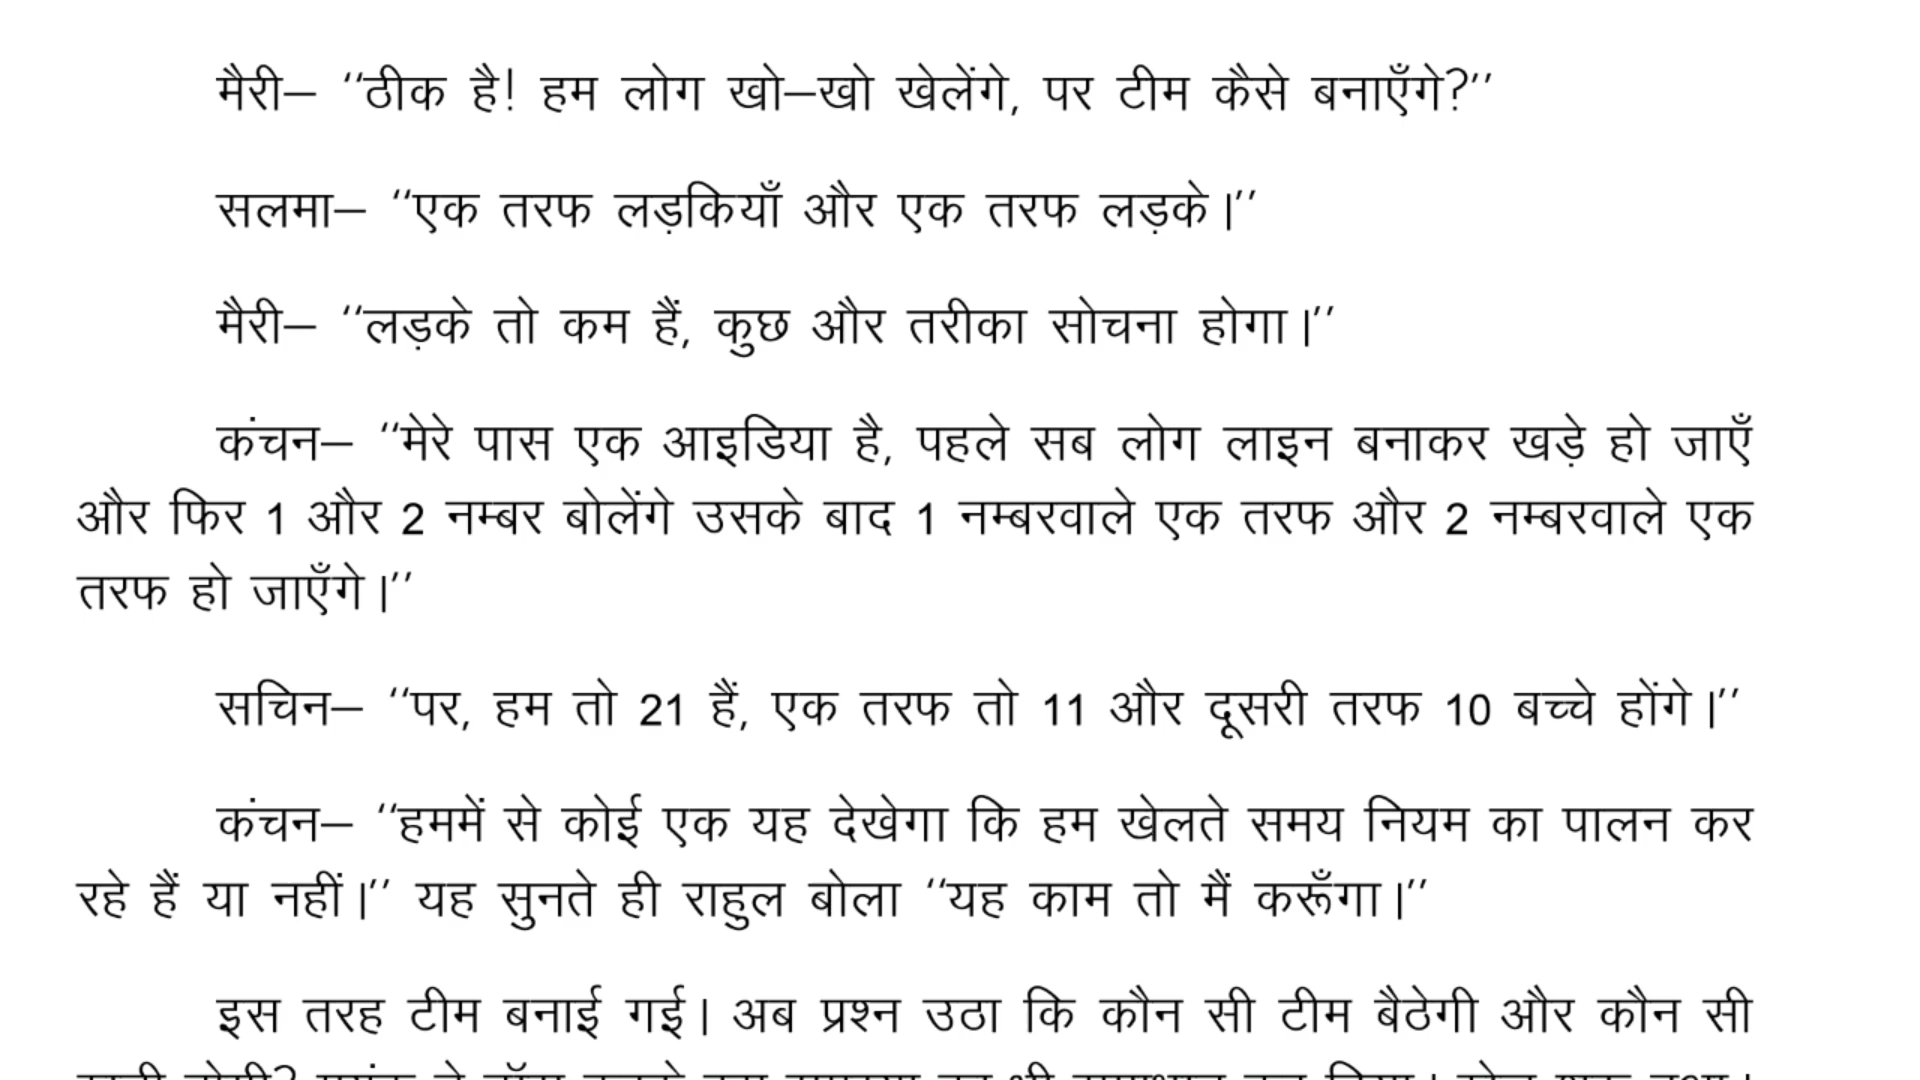 मैरी– ‘‘ठीक है! हम लोग खो–खो खेलेंगे, पर टीम कैसे बनाएँगे?’’
सलमा– ‘‘एक तरफ लड़कियाँ और एक तरफ लड़के।’’
मैरी– ‘‘लड़के तो कम हैं, कुछ और तरीका सोचना होगा।’’
कंचन– ‘‘मेरे पास एक आइडिया है, पहले सब लोग लाइन बनाकर खड़े हो जाएँ
और फिर 1 और 2 नम्बर बोलेंगे उसके बाद 1 नम्बरवाले एक तरफ और 2 नम्बरवाले एक
तरफ हो जाएँगे।’’
सचिन– ‘‘पर, हम तो 21 हैं, एक तरफ तो 11 और दूसरी तरफ 10 बच्चे होंगे।’’
कंचन– ‘‘हममें से कोई एक यह देखेगा कि हम खेलते समय नियम का पालन कर
रहे हैं या नहीं।’’ यह सुनते ही राहुल बोला ‘‘यह काम तो मैं करूँगा।’’
इस तरह टीम बनाई गई। अब प्रश्न उठा कि कौन सी टीम बैठेगी और कौन सी